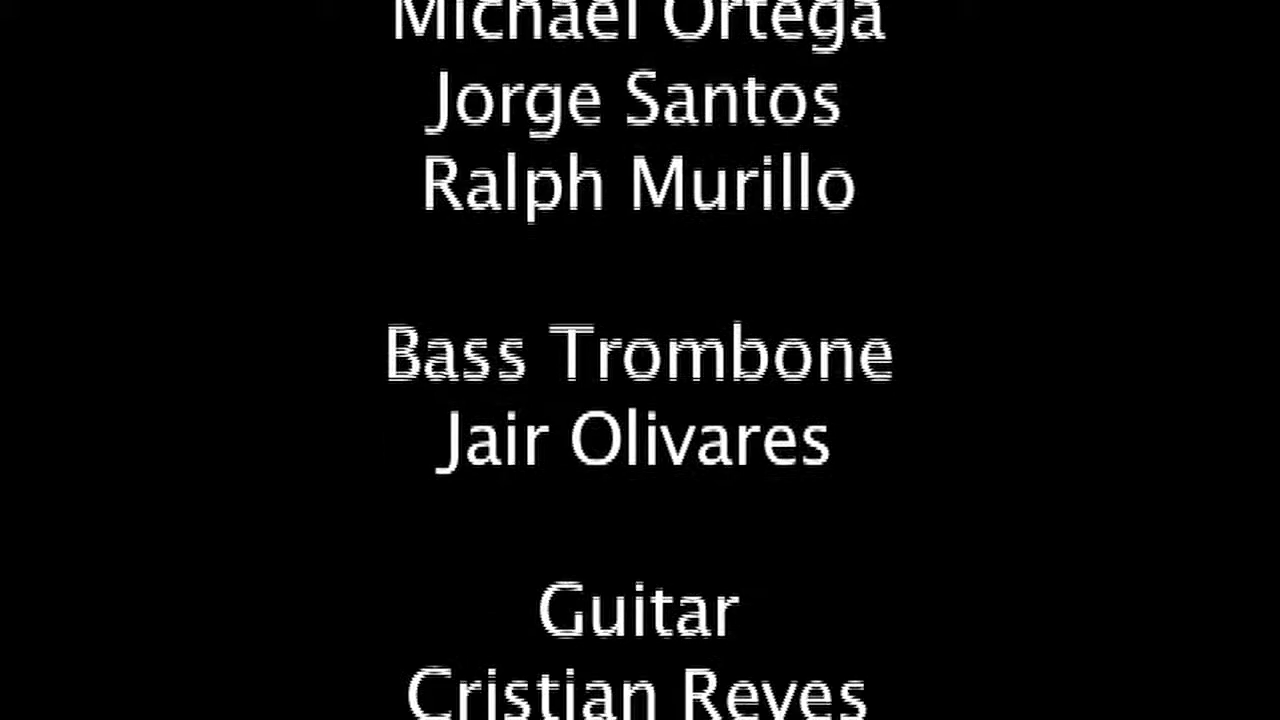 Michael Ortega
Jorge Santos
Ralph Murillo
Bass Trombone
Jair Olivares
Guitar
Cristian Reyes